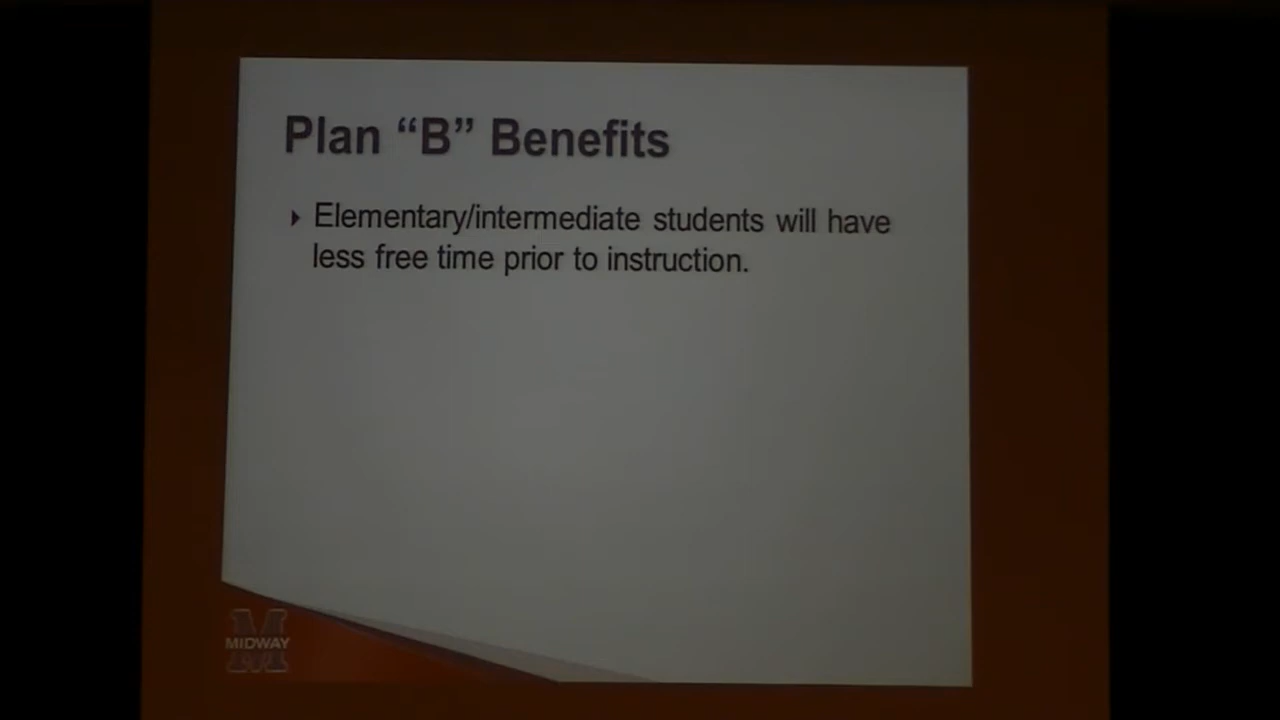 Plan “B” Benefits
Elementary/intermediate students will have
less free time prior to instruction.
M
MIDWAY